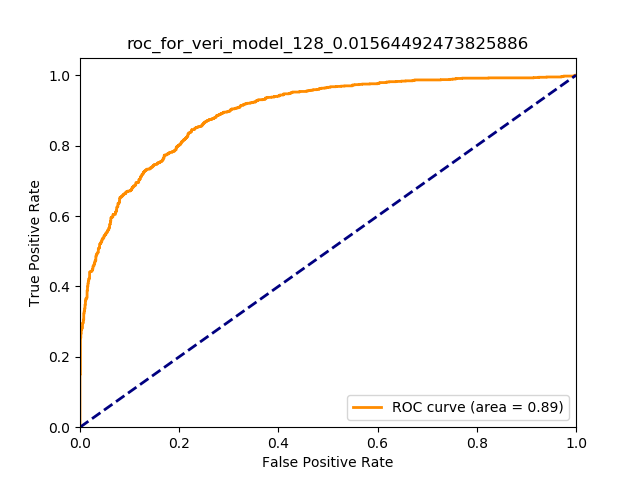 roc_for_veri_model_128_0.01564492473825886
1.0
0.8
0.6
0.4
0.2
0.0
True Positive Rate
ROC curve (area = 0.89)
0.0 0.2 0.4 0.6 0.8 1.0
False Positive Rate